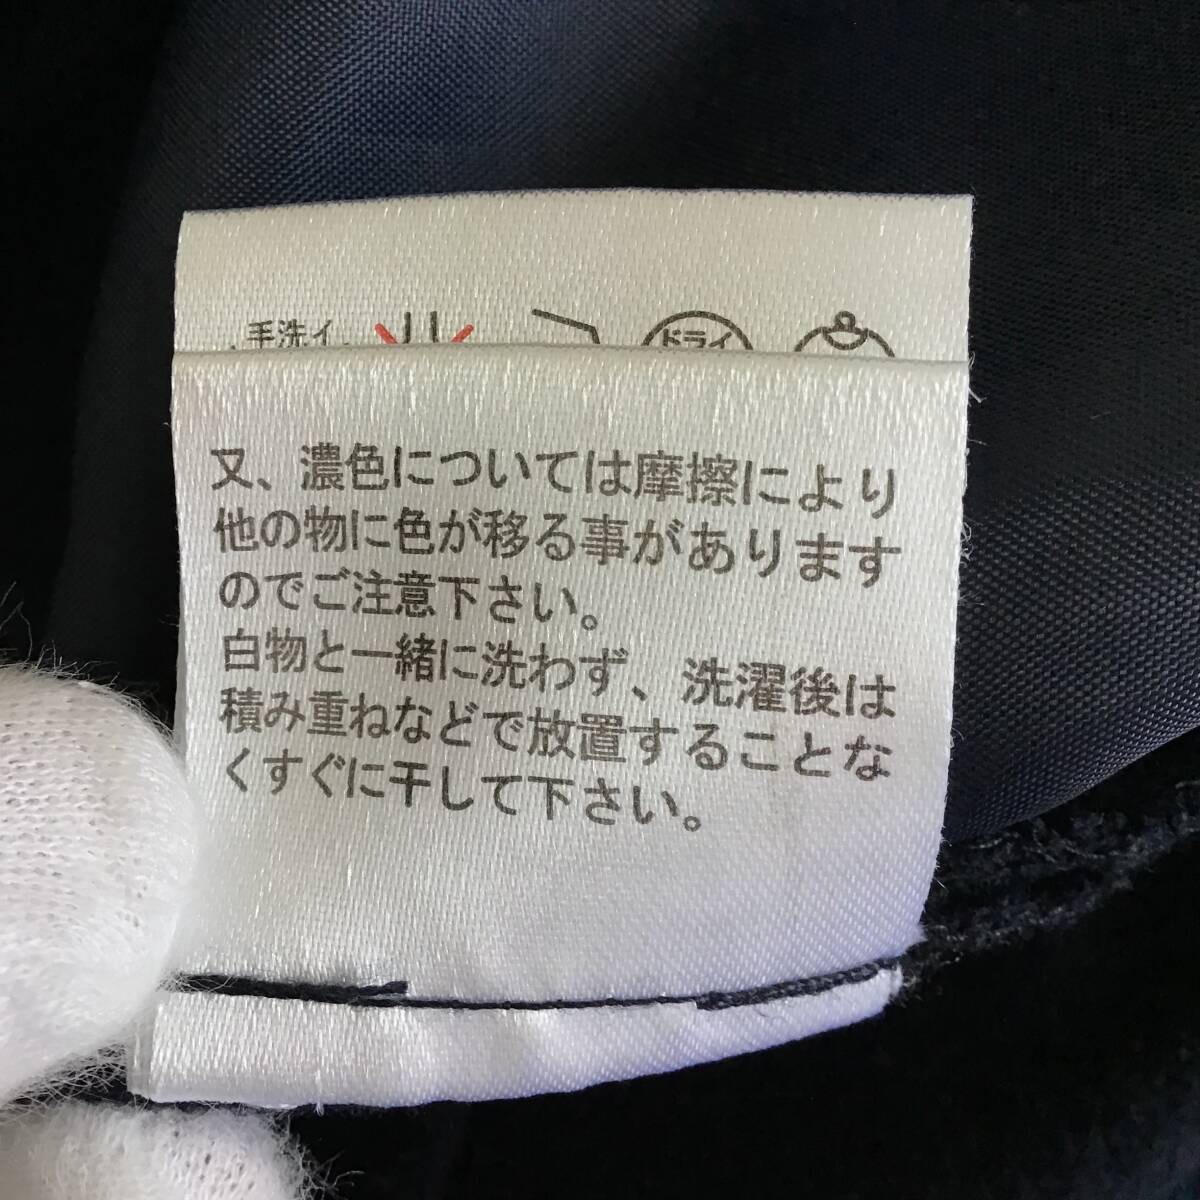 手洗イ
ドライ
又、濃色については摩擦により
他の物に色が移る事があります
のでご注意下さい。
白物と一緒に洗わず、洗濯後は
積み重ねなどで放置することな
くすぐに干して下さい。